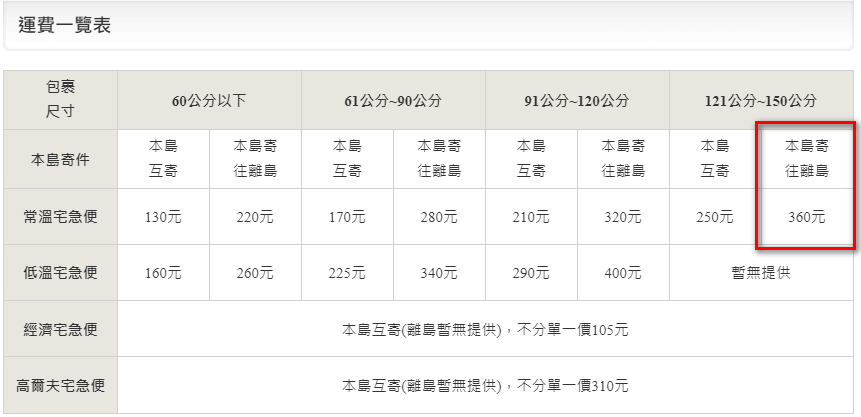 運費一覽表
包裹
尺寸
60公分以下 61公分~90公分 91公分~120公分 121公分~150公分
本島寄件 本島 本島寄 本島 本島寄 本島 本島寄 本島 本島寄
互寄 往離島 互寄 往離島 互寄 往離島 互寄 往離島
常溫宅急便 130元 220元 170元 280元 210元 320元 250元 360元
低溫宅急便 160元 260元 225元 340元 290元 400元 暫無提供
經濟宅急便 本島互寄(離島暫無提供)，不分單一價105元
高爾夫宅急便 本島互寄(離島暫無提供)，不分單一價310元